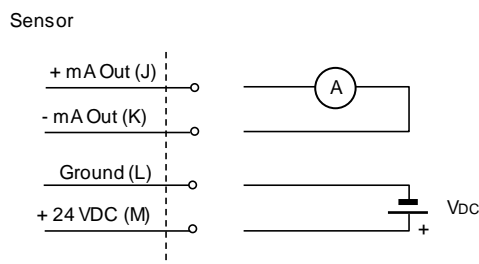 Sensor
+ mA Out (J)
A
- mA Out (K)
Ground (L)
VDC
+ 24 VDC (M)
+